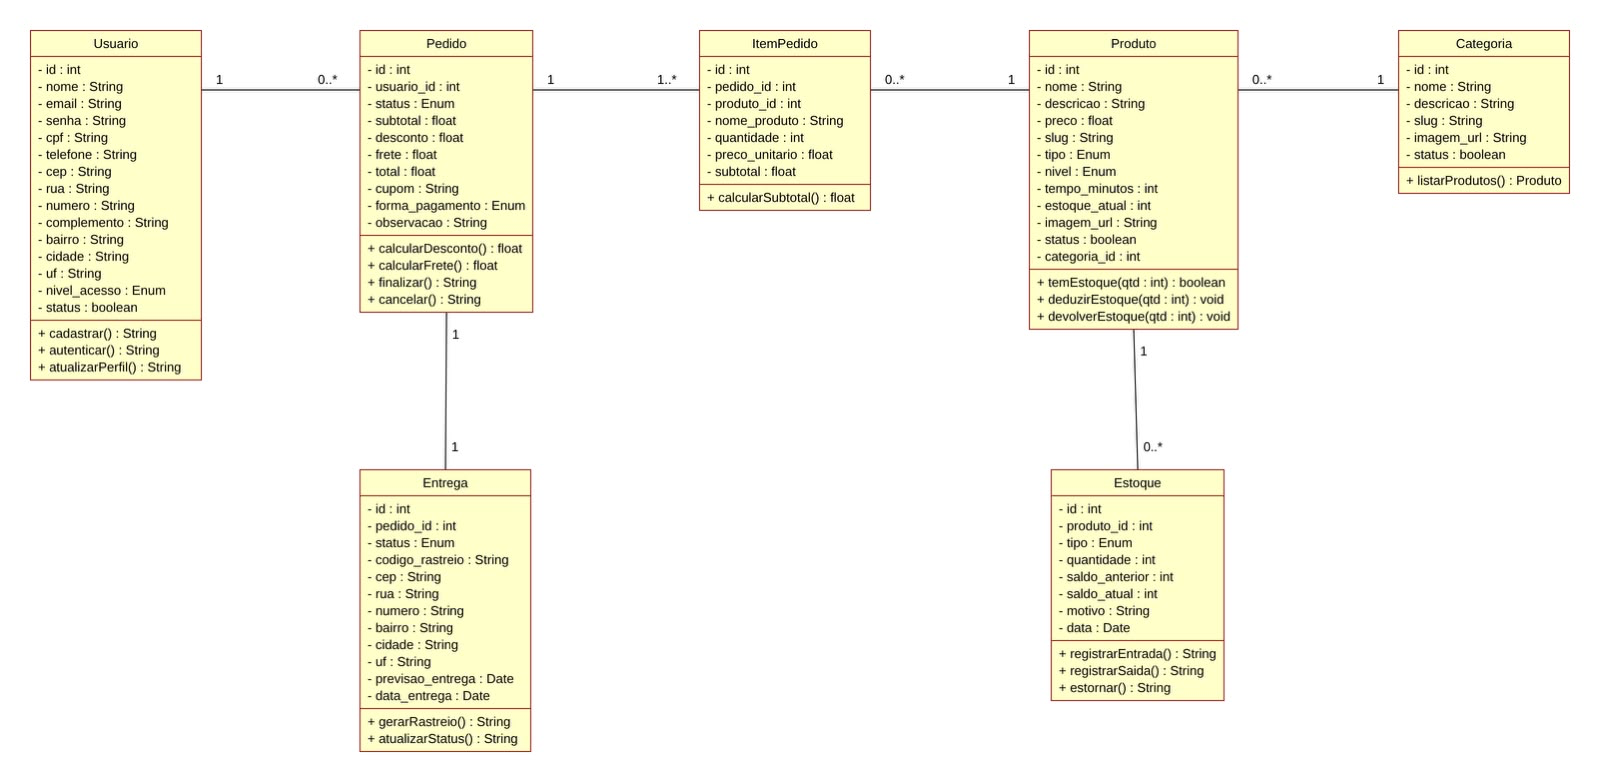 Usuario
- id : int
- nome : String
- email : String
- senha : String
- cpf : String
- telefone : String
- cep : String
- rua : String
- numero : String
- complemento : String
- bairro : String
- cidade : String
- uf : String
- nivel_acesso : Enum
- status : boolean
+ cadastrar() : String
+ autenticar() : String
+ atualizarPerfil() : String
1
0..*
Pedido
- id : int
- usuario_id : int
- status : Enum
- subtotal : float
- desconto : float
- frete : float
- total : float
- cupom : String
- forma_pagamento : Enum
- observacao : String
+ calcularDesconto() : float
+ calcularFrete() : float
+ finalizar() : String
+ cancelar() : String
1
1..*
ItemPedido
- id : int
- pedido_id : int
- produto_id : int
- nome_produto : String
- quantidade : int
- preco_unitario : float
- subtotal : float
+ calcularSubtotal() : float
0..*
1
Produto
- id : int
- nome : String
- descricao : String
- preco : float
- slug : String
- tipo : Enum
- nivel : Enum
- tempo_minutos : int
- estoque_atual : int
- imagem_url : String
- status : boolean
- categoria_id : int
+ temEstoque(qtd : int) : boolean
+ deduzirEstoque(qtd : int) : void
+ devolverEstoque(qtd : int) : void
0..*
1
Categoria
- id : int
- nome : String
- descricao : String
- slug : String
- imagem_url : String
- status : boolean
+ listarProdutos() : Produto
1
1
Entrega
- id : int
- pedido_id : int
- status : Enum
- codigo_rastreio : String
- cep : String
- rua : String
- numero : String
- bairro : String
- cidade : String
- uf : String
- previsao_entrega : Date
- data_entrega : Date
+ gerarRastreio() : String
+ atualizarStatus() : String
1
0..*
Estoque
- id : int
- produto_id : int
- tipo : Enum
- quantidade : int
- saldo_anterior : int
- saldo_atual : int
- motivo : String
- data : Date
+ registrarEntrada() : String
+ registrarSaida() : String
+ estornar() : String